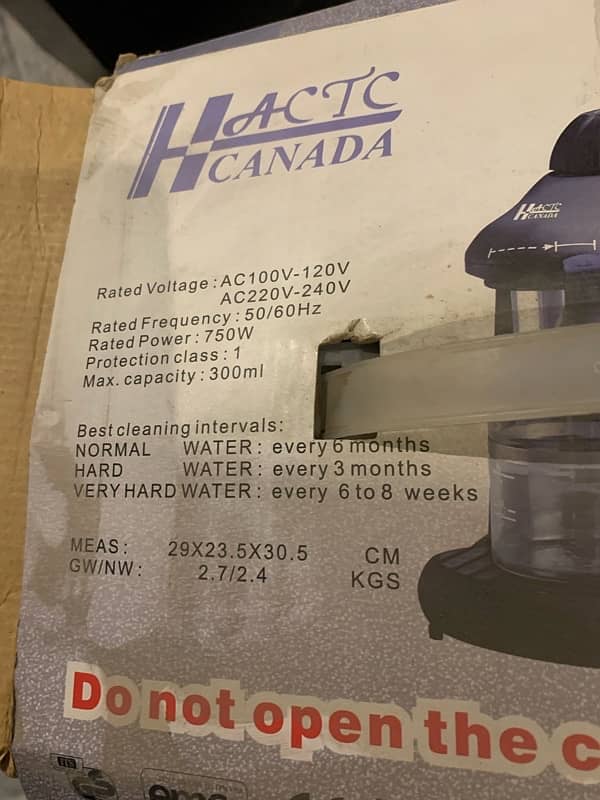 HACTC
CANADA
HACTC
CANADA
Rated Voltage : AC100V-120V
AC220V-240V
Rated Frequency : 50/60Hz
Rated Power : 750W
Protection class : 1
Max. capacity : 300ml
Best cleaning intervals:
NORMAL WATER : every 6 months
HARD WATER : every 3 months
VERY HARD WATER : every 6 to 8 weeks
MEAS : 29X23.5X30.5 CM
GW/NW : 2.7/2.4 KGS
Do not open the c
GS